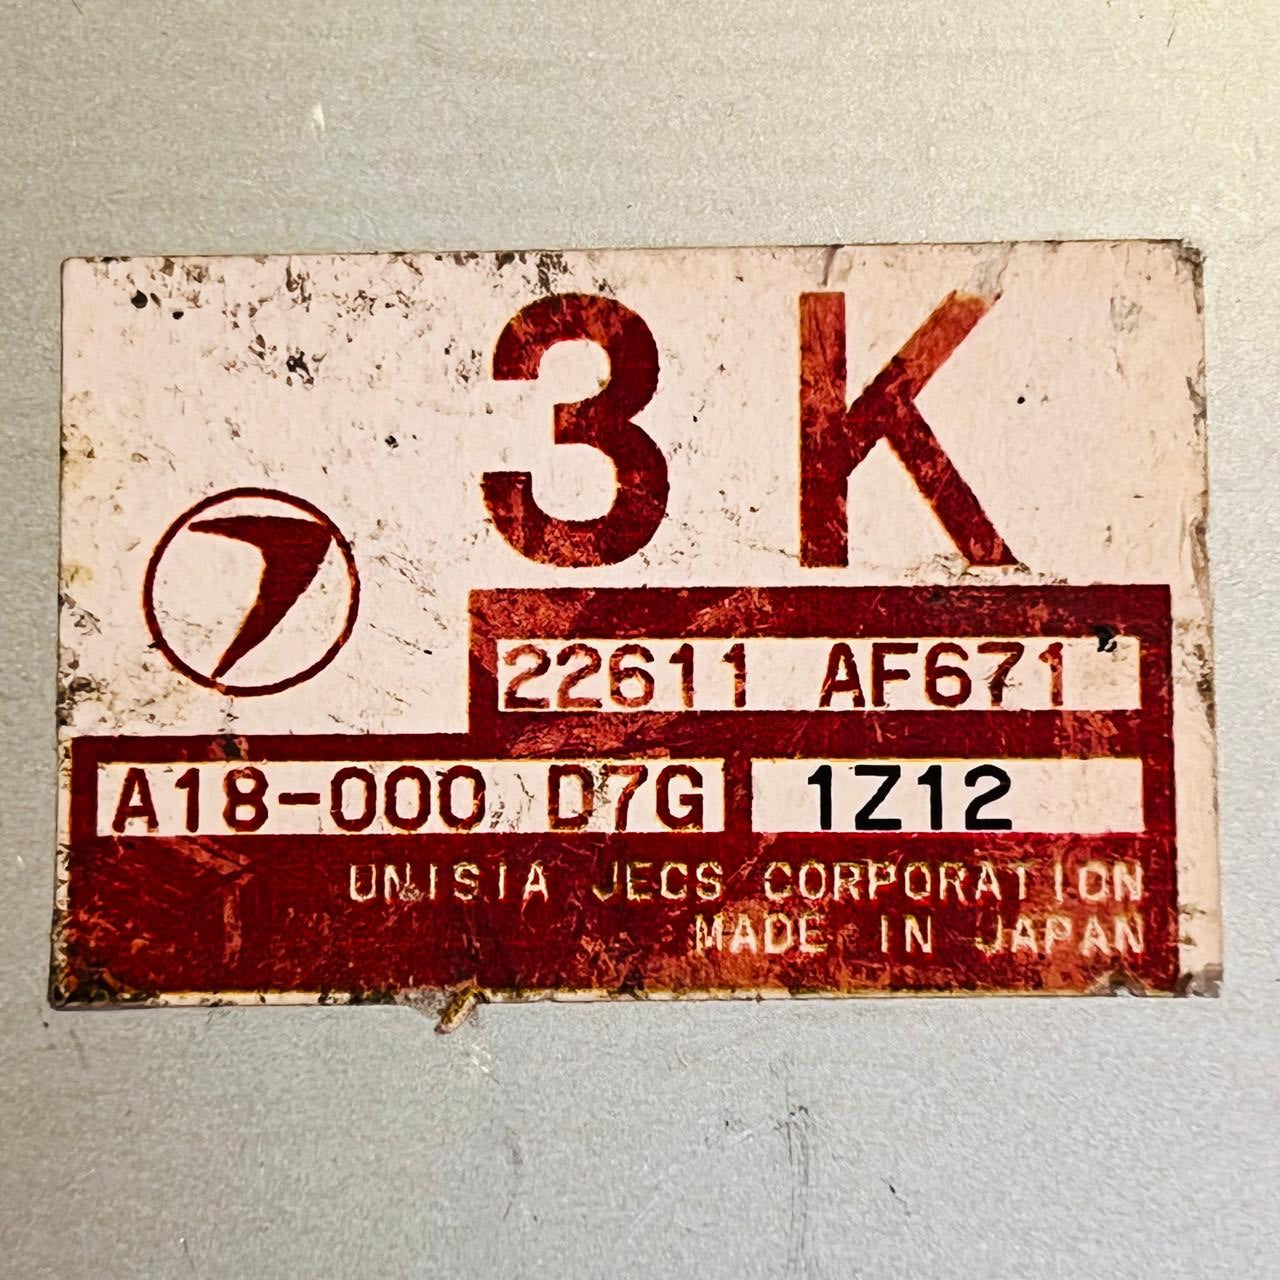 3K
22611 AF671
A18-000 D7G 1Z12
UNISIA JECS CORPORATION
MADE IN JAPAN